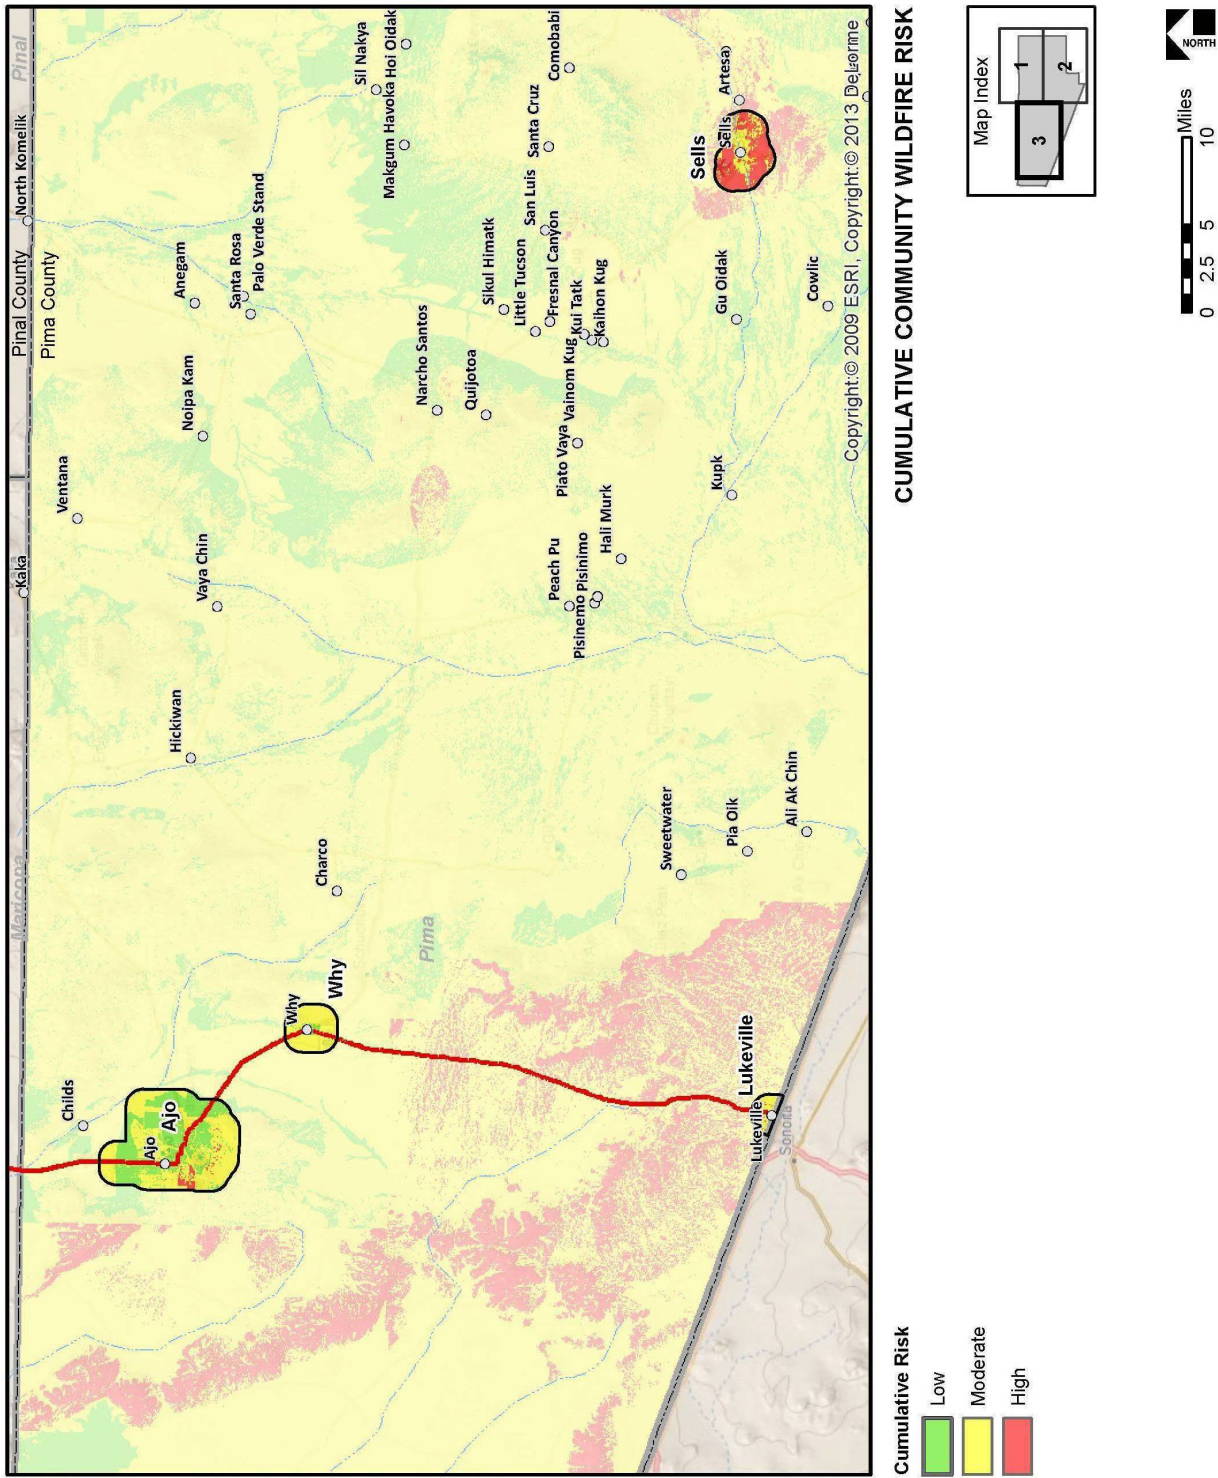 Maricopa
Kaka
Pinal County
Pima County
North Komelik
Pinal
Childs
Ajo
Ajo
Why
Why
Charco
Hickiwan
Vaya Chin
Ventana
Noipa Kam
Anegam
Santa Rosa
Palo Verde Stand
Sil Nakya
Hoi Oidak
Makgum Havoka
Pima
Narcho Santos
Quijotoa
Sikul Himatk
Little Tucson
San Luis
Fresnal Canyon
Santa Cruz
Comobabi
Peach Pu
Pisinemo
Pisinimo
Hali Murk
Piato Vaya
Vainom Kug
Kui Tatk
Kaihon Kug
Sells
Sells
Artesa
Sweetwater
Pia Oik
Ali Ak Chin
Kupk
Gu Oidak
Cowlic
Lukeville
Lukeville
Sonoita
Copyright:© 2009 ESRI, Copyright:© 2013 DeLorme
CUMULATIVE COMMUNITY WILDFIRE RISK
Cumulative Risk
Low
Moderate
High
Map Index
1
2
3
0 2.5 5 10
Miles
NORTH